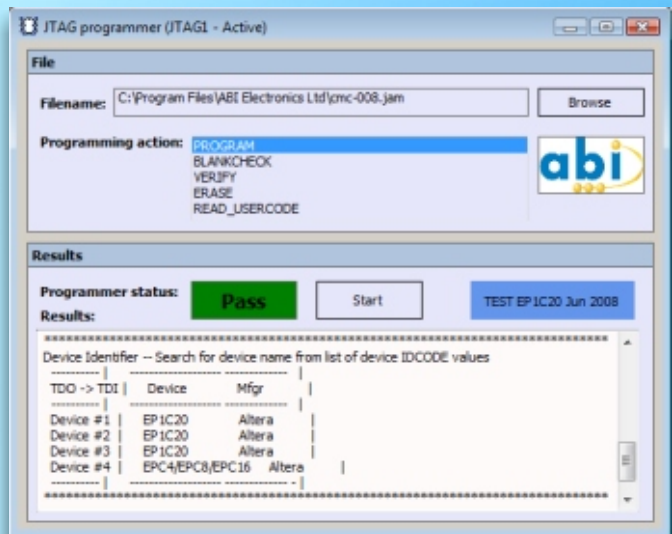 JTAG programmer (JTAG1 - Active)
File
Filename: C:\Program Files\ABI Electronics Ltd\cmc-008.jam Browse
Programming action: PROGRAM
BLANKCHECK
VERIFY
ERASE
READ_USERCODE
abi
Results
Programmer status: Pass Start TEST EP1C20 Jun 2008
Results:
********************************************************************************
Device Identifier -- Search for device name from list of device IDCODE values
---------- | -------------------- -------------- |
TDO -> TDI | Device Mfgr |
---------- | -------------------- -------------- |
Device #1 | EP1C20 Altera |
Device #2 | EP1C20 Altera |
Device #3 | EP1C20 Altera |
Device #4 | EPC4/EPC8/EPC16 Altera |
---------- | -------------------- ------------- - |
********************************************************************************